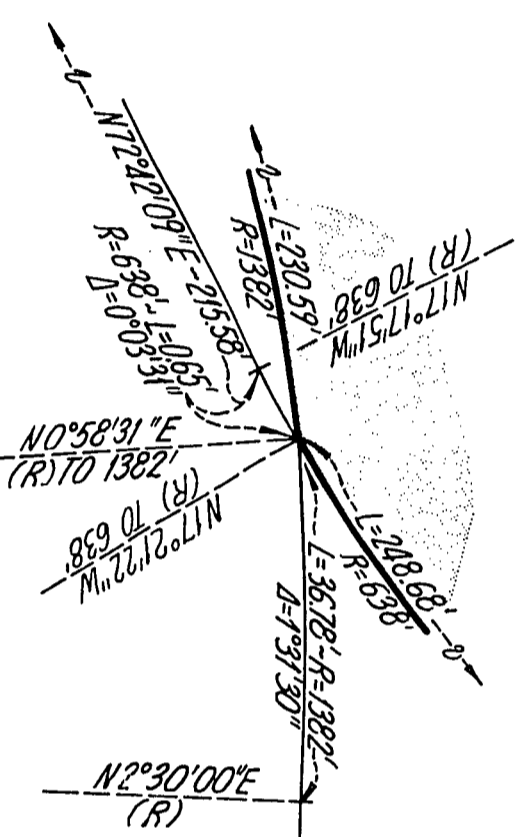 N72°42'09"E - 215.58'
R=638'~L=0.65'
Δ=0°03'31"
L=230.59'
R=1382'
N17°17'51"W
(R) TO 638'
N0°58'31"E
(R) TO 1382'
N17°21'22"W
(R) TO 638'
L=248.68'
R=638'
L=36.78'~R=1382'
Δ=1°31'30"
N2°30'00"E
(R)